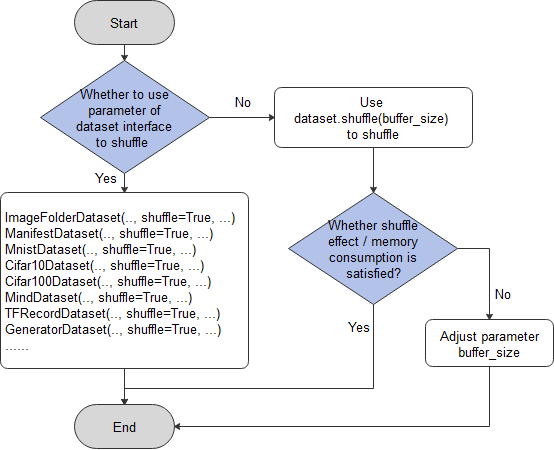 Start
Whether to use
parameter of
dataset interface
to shuffle
No
Use
dataset.shuffle(buffer_size)
to shuffle
Yes
ImageFolderDataset(.., shuffle=True, ...)
ManifestDataset(.., shuffle=True, ...)
MnistDataset(.., shuffle=True, ...)
Cifar10Dataset(.., shuffle=True, ...)
Cifar100Dataset(.., shuffle=True, ...)
MindDataset(.., shuffle=True, ...)
TFRecordDataset(.., shuffle=True, ...)
GeneratorDataset(.., shuffle=True, ...)
......
Whether shuffle
effect / memory
consumption is
satisfied?
No
Yes
Adjust parameter
buffer_size
End